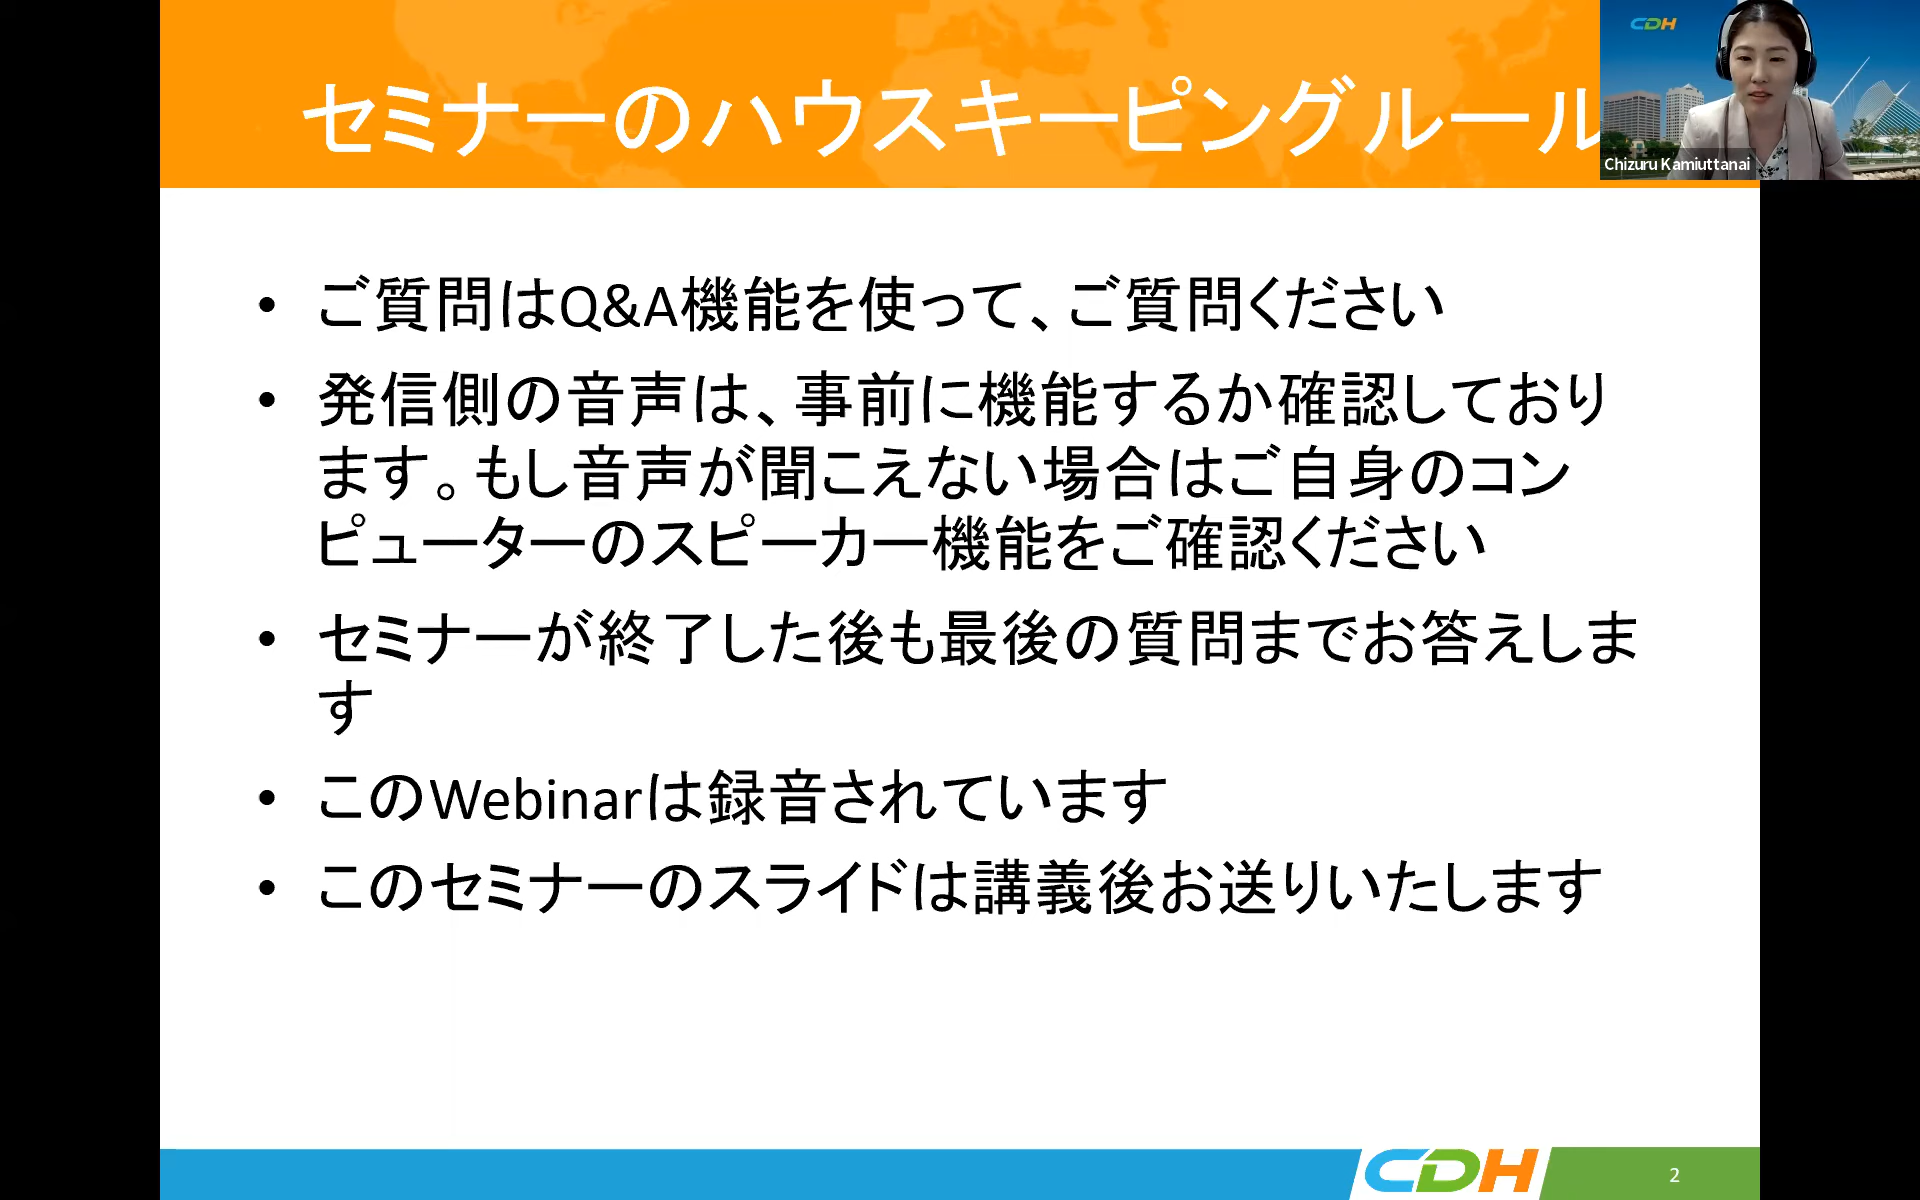 セミナーのハウスキーピングルール
CDH
Chizuru Kamiuttanai
• ご質問はQ&A機能を使って、ご質問ください
• 発信側の音声は、事前に機能するか確認しており
ます。もし音声が聞こえない場合はご自身のコン
ピューターのスピーカー機能をご確認ください
• セミナーが終了した後も最後の質問までお答えしま
す
• このWebinarは録音されています
• このセミナーのスライドは講義後お送りいたします
CDH
2